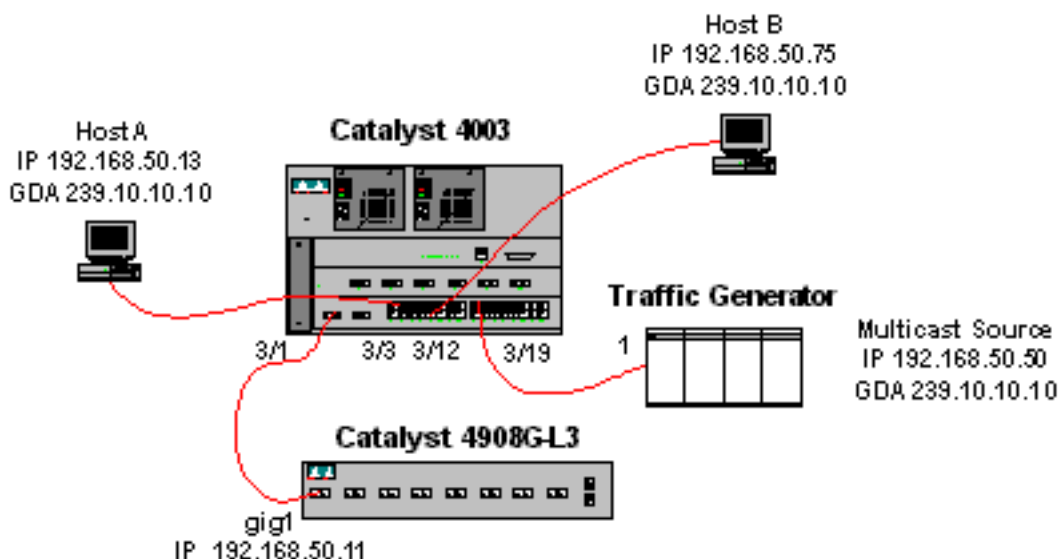 Host B
IP 192.168.50.75
GDA 239.10.10.10
Host A
IP 192.168.50.13
GDA 239.10.10.10
Catalyst 4003
3/1
3/3
3/12
3/19
Traffic Generator
1
Multicast Source
IP 192.168.50.50
GDA 239.10.10.10
Catalyst 4908G-L3
gig1
IP 192.168.50.11